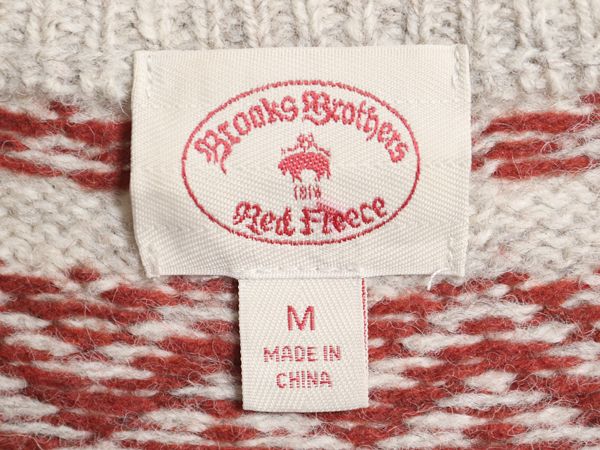 Brooks Brothers
1818
Red Fleece
M
MADE IN
CHINA